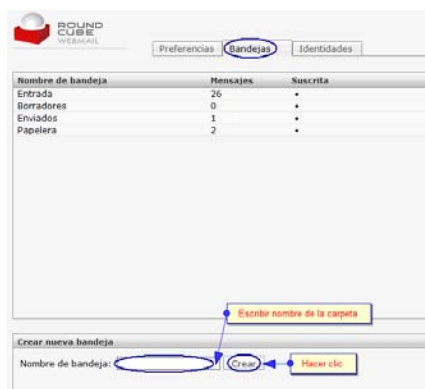 ROUND
CUBE
WEBMAIL
Preferencias Bandejas Identidades
Nombre de bandeja Mensajes Suscrita
Entrada 26 •
Borradores 0 •
Enviados 1 •
Papelera 2 •
Escribir nombre de la carpeta
Crear nueva bandeja
Nombre de bandeja: Crear Hacer clic